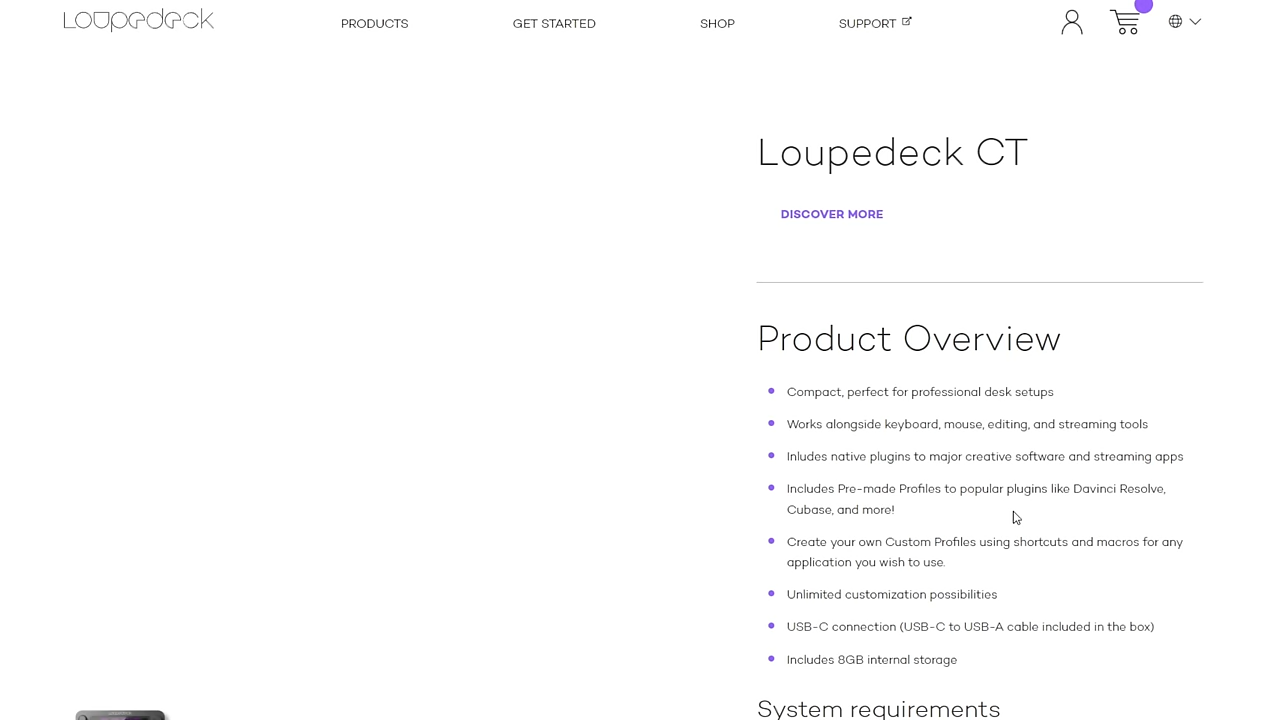 Loupedeck
PRODUCTS
GET STARTED
SHOP
SUPPORT
Loupedeck CT
DISCOVER MORE
Product Overview
Compact, perfect for professional desk setups
Works alongside keyboard, mouse, editing, and streaming tools
Inludes native plugins to major creative software and streaming apps
Includes Pre-made Profiles to popular plugins like Davinci Resolve,
Cubase, and more!
Create your own Custom Profiles using shortcuts and macros for any
application you wish to use.
Unlimited customization possibilities
USB-C connection (USB-C to USB-A cable included in the box)
Includes 8GB internal storage
System requirements